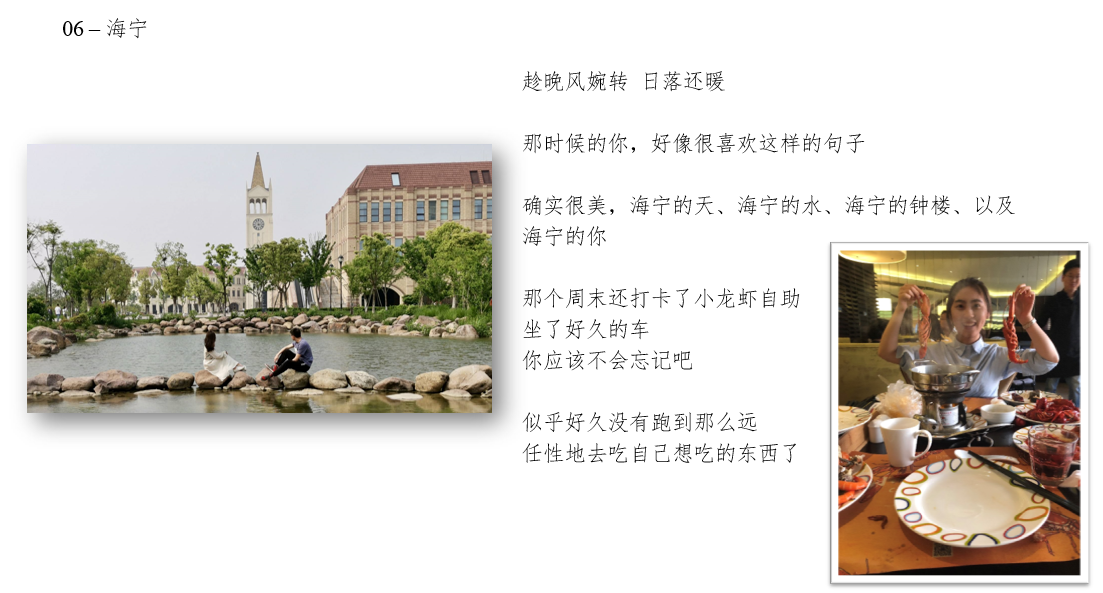 06 – 海宁
趁晚风婉转 日落还暖
那时候的你，好像很喜欢这样的句子
确实很美，海宁的天、海宁的水、海宁的钟楼、以及
海宁的你
那个周末还打卡了小龙虾自助
坐了好久的车
你应该不会忘记吧
似乎好久没有跑到那么远
任性地去吃自己想吃的东西了